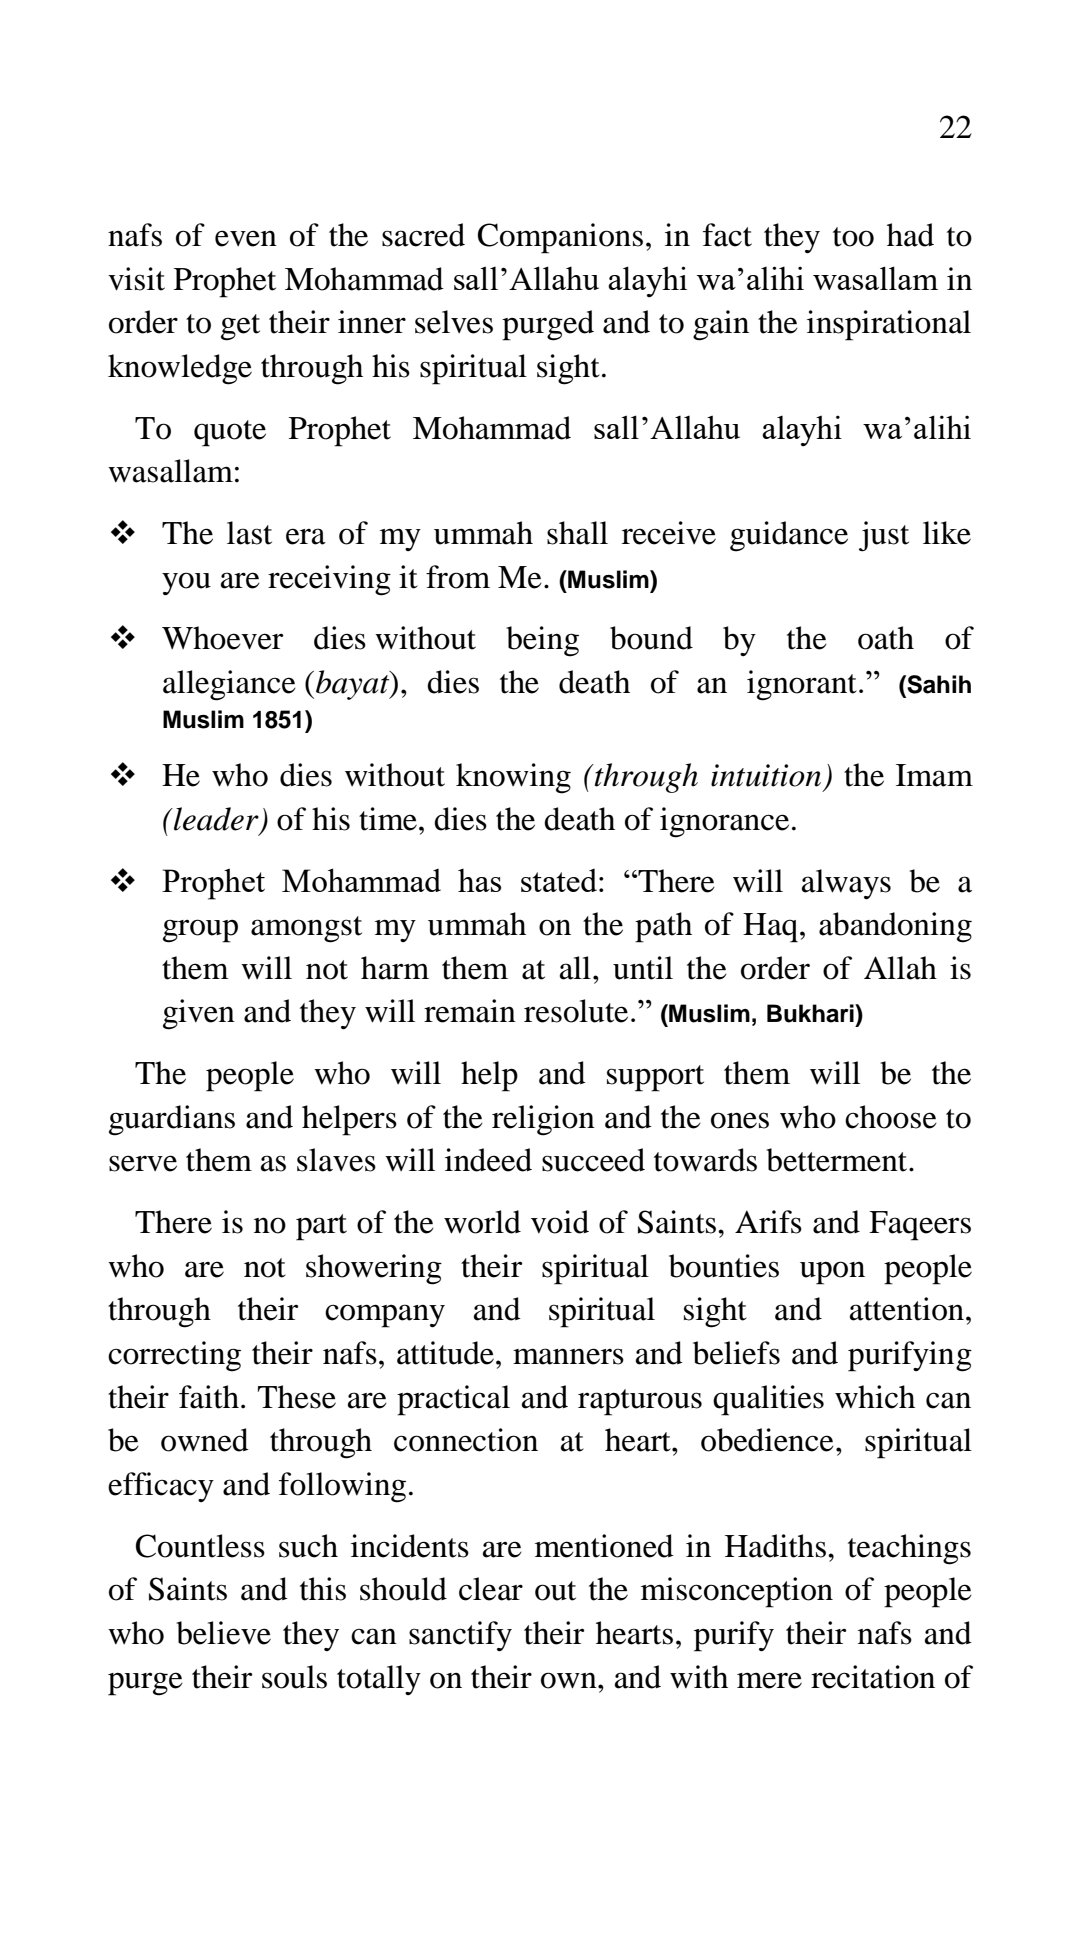 22
nafs of even of the sacred Companions, in fact they too had to
visit Prophet Mohammad sall’Allahu alayhi wa’alihi wasallam in
order to get their inner selves purged and to gain the inspirational
knowledge through his spiritual sight.
To quote Prophet Mohammad sall’Allahu alayhi wa’alihi
wasallam:
❖ The last era of my ummah shall receive guidance just like
you are receiving it from Me. (Muslim)
❖ Whoever dies without being bound by the oath of
allegiance (bayat), dies the death of an ignorant.” (Sahih
Muslim 1851)
❖ He who dies without knowing (through intuition) the Imam
(leader) of his time, dies the death of ignorance.
❖ Prophet Mohammad has stated: “There will always be a
group amongst my ummah on the path of Haq, abandoning
them will not harm them at all, until the order of Allah is
given and they will remain resolute.” (Muslim, Bukhari)
The people who will help and support them will be the
guardians and helpers of the religion and the ones who choose to
serve them as slaves will indeed succeed towards betterment.
There is no part of the world void of Saints, Arifs and Faqeers
who are not showering their spiritual bounties upon people
through their company and spiritual sight and attention,
correcting their nafs, attitude, manners and beliefs and purifying
their faith. These are practical and rapturous qualities which can
be owned through connection at heart, obedience, spiritual
efficacy and following.
Countless such incidents are mentioned in Hadiths, teachings
of Saints and this should clear out the misconception of people
who believe they can sanctify their hearts, purify their nafs and
purge their souls totally on their own, and with mere recitation of